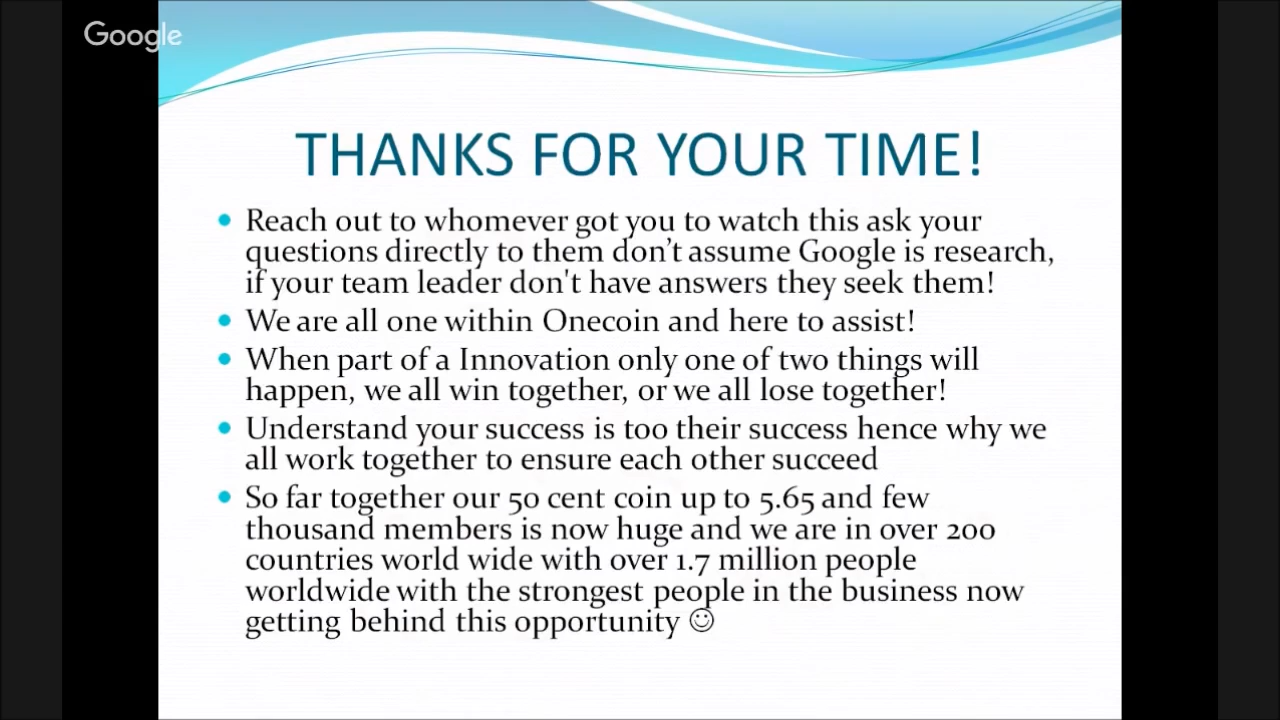 Google
THANKS FOR YOUR TIME!
• Reach out to whomever got you to watch this ask your
questions directly to them don’t assume Google is research,
if your team leader don't have answers they seek them!
• We are all one within Onecoin and here to assist!
• When part of a Innovation only one of two things will
happen, we all win together, or we all lose together!
• Understand your success is too their success hence why we
all work together to ensure each other succeed
• So far together our 50 cent coin up to 5.65 and few
thousand members is now huge and we are in over 200
countries world wide with over 1.7 million people
worldwide with the strongest people in the business now
getting behind this opportunity ☺